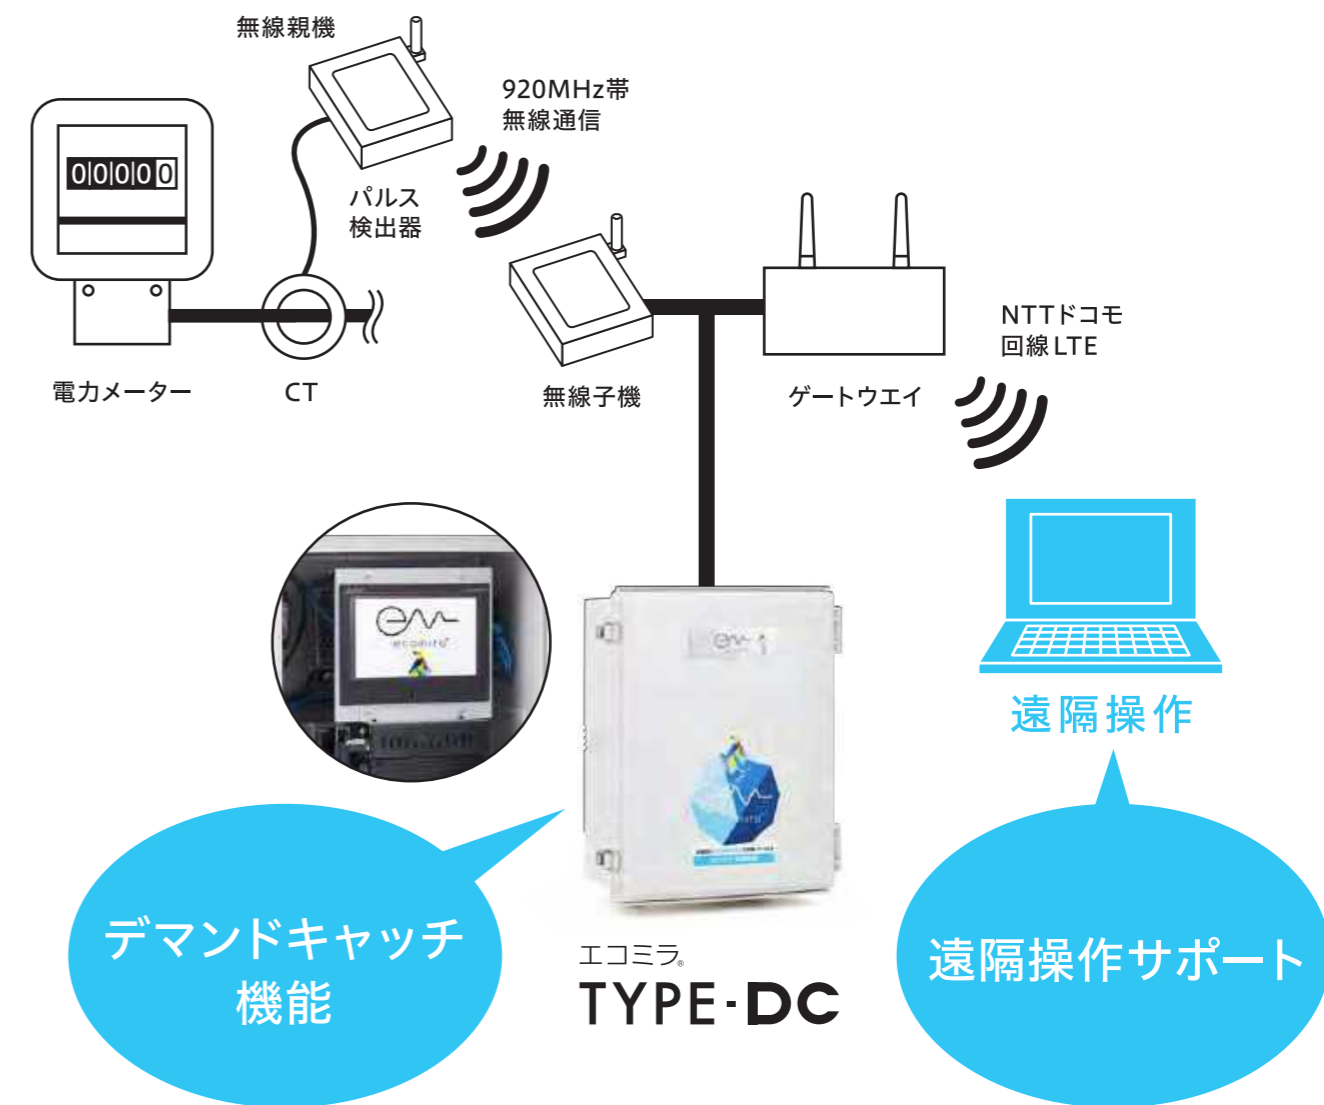 無線親機
920MHz帯
無線通信
00000
パルス
検出器
NTTドコモ
回線LTE
電力メーター
CT
無線子機
ゲートウエイ
ecomira
遠隔操作
デマンドキャッチ
機能
遠隔操作サポート
エコミラ®
TYPE-DC